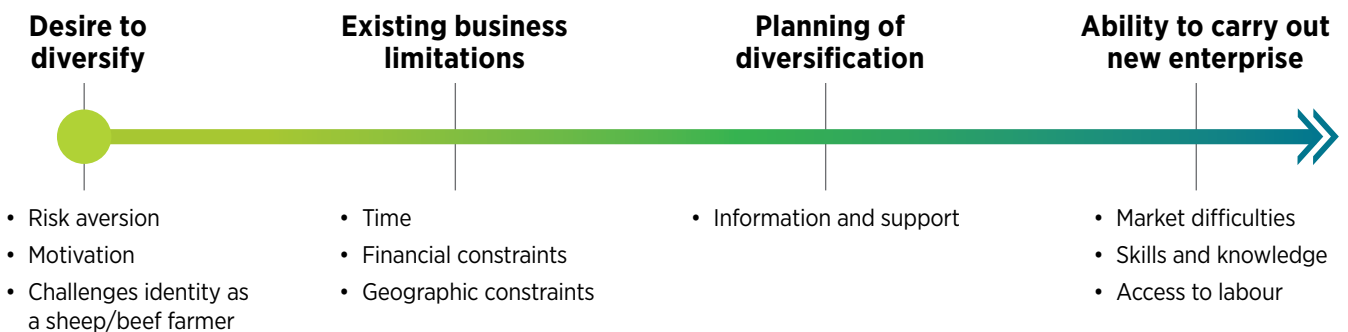 Desire to
diversify
Existing business
limitations
Planning of
diversification
Ability to carry out
new enterprise
• Risk aversion
• Motivation
• Challenges identity as
a sheep/beef farmer
• Time
• Financial constraints
• Geographic constraints
• Information and support
• Market difficulties
• Skills and knowledge
• Access to labour